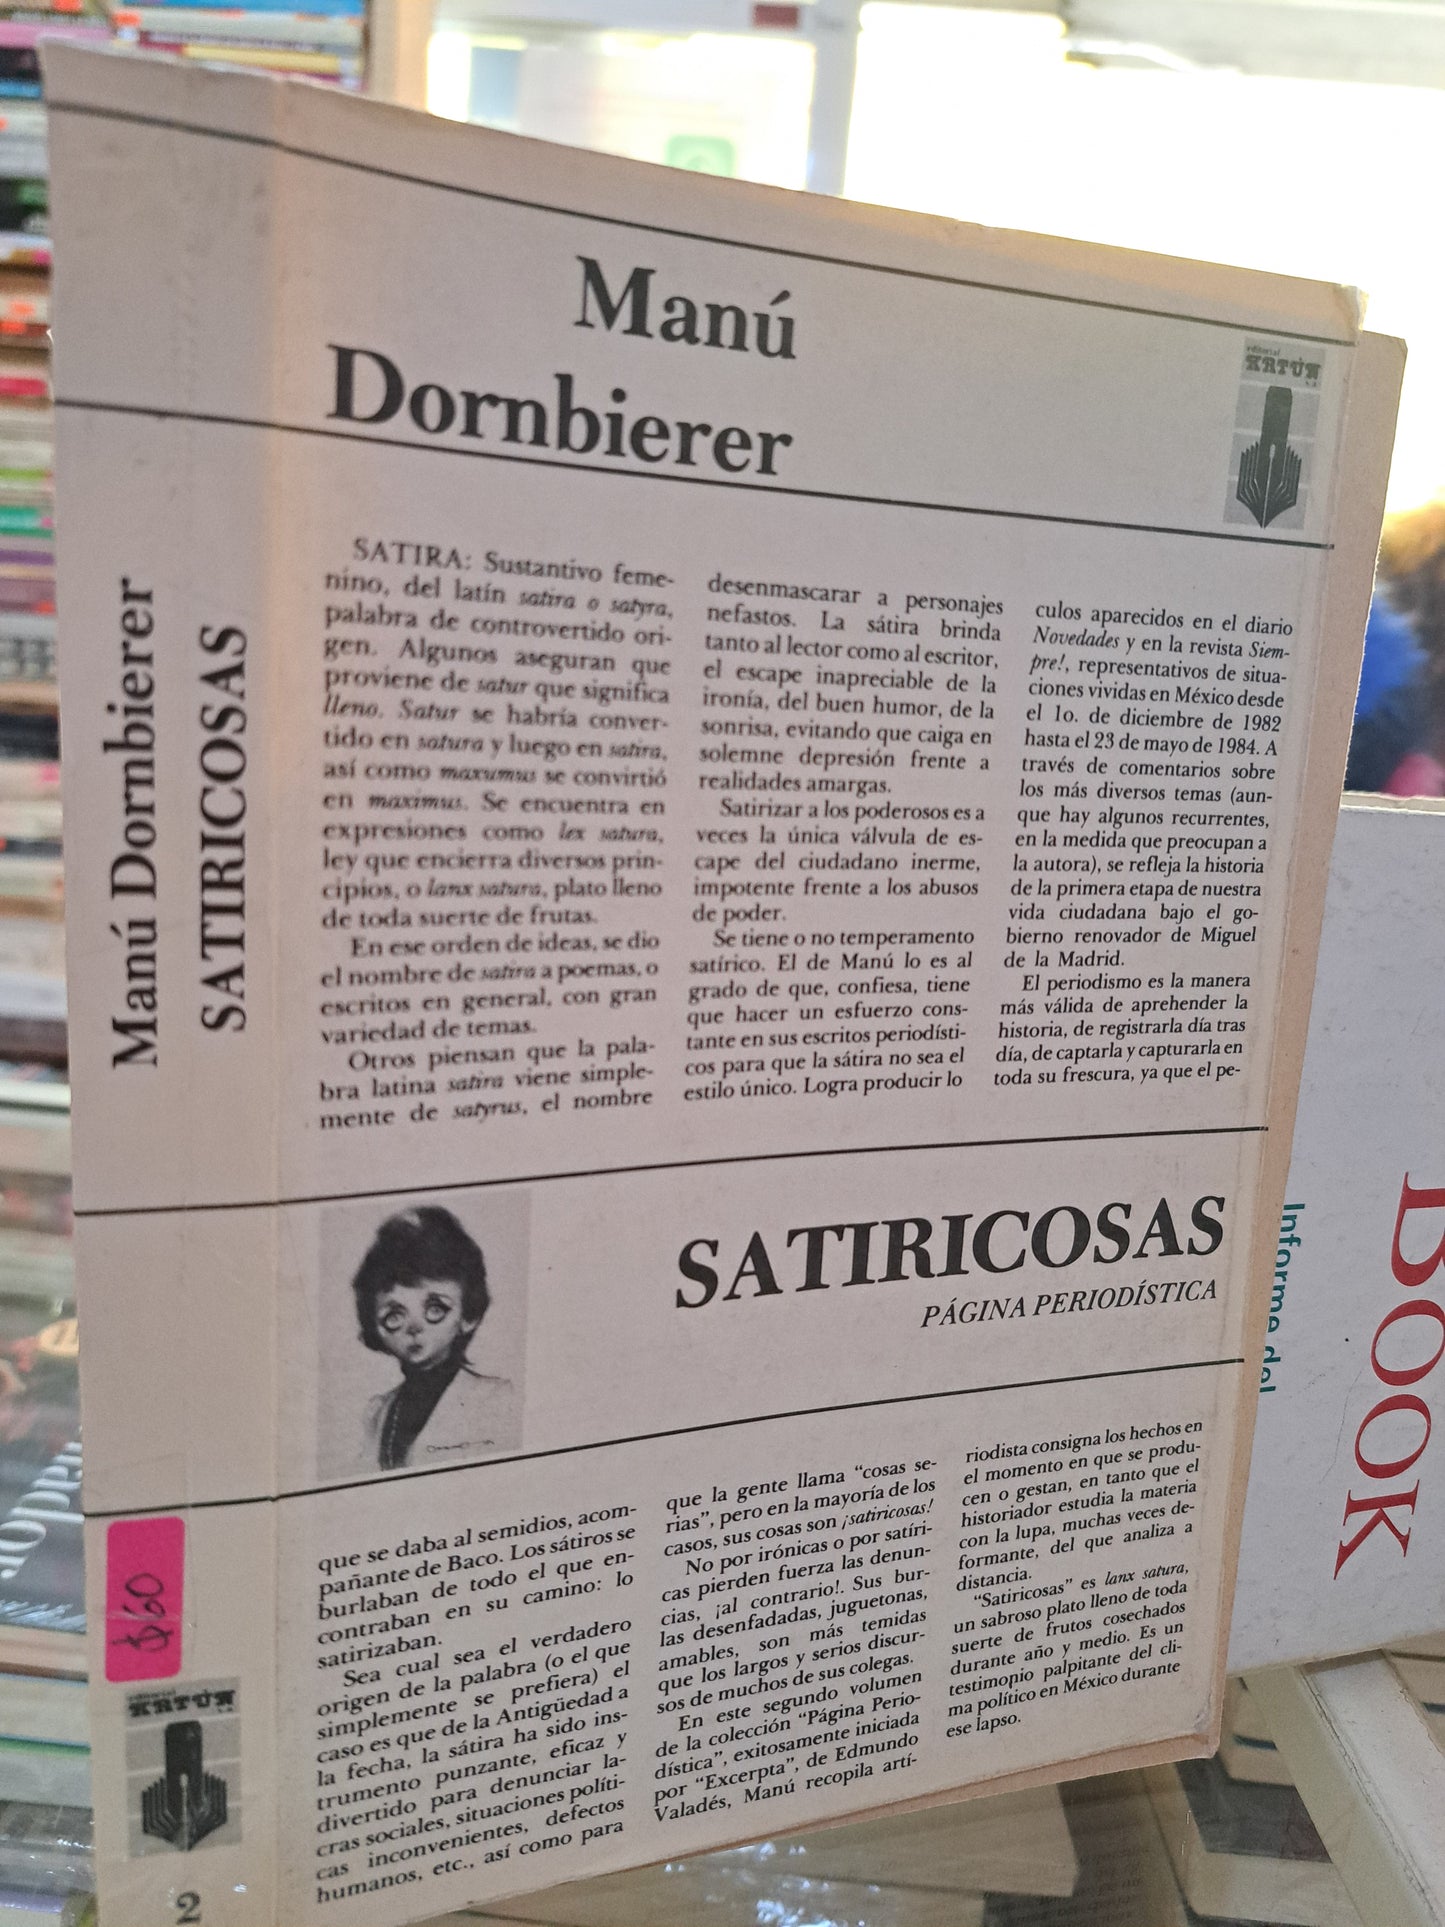 Manú
Dornbierer
editorial
KATÚN
S.A.
SATIRA: Sustantivo feme-
nino, del latín satira o satyra,
palabra de controvertido ori-
gen. Algunos aseguran que
proviene de satur que significa
lleno. Satur se habría conver-
tido en satura y luego en satira,
así como maxumus se convirtió
en maximus. Se encuentra en
expresiones como lex satura,
ley que encierra diversos prin-
cipios, o lanx satura, plato lleno
de toda suerte de frutas.
En ese orden de ideas, se dio
el nombre de satira a poemas, o
escritos en general, con gran
variedad de temas.
Otros piensan que la pala-
bra latina satira viene simple-
mente de satyrus, el nombre
desenmascarar a personajes
nefastos. La sátira brinda
tanto al lector como al escritor,
el escape inapreciable de la
ironía, del buen humor, de la
sonrisa, evitando que caiga en
solemne depresión frente a
realidades amargas.
Satirizar a los poderosos es a
veces la única válvula de es-
cape del ciudadano inerme,
impotente frente a los abusos
de poder.
Se tiene o no temperamento
satírico. El de Manú lo es al
grado de que, confiesa, tiene
que hacer un esfuerzo cons-
tante en sus escritos periodísti-
cos para que la sátira no sea el
estilo único. Logra producir lo
culos aparecidos en el diario
Novedades y en la revista Siem-
pre!, representativos de situa-
ciones vividas en México desde
el 1o. de diciembre de 1982
hasta el 23 de mayo de 1984. A
través de comentarios sobre
los más diversos temas (aun-
que hay algunos recurrentes,
en la medida que preocupan a
la autora), se refleja la historia
de la primera etapa de nuestra
vida ciudadana bajo el go-
bierno renovador de Miguel
de la Madrid.
El periodismo es la manera
más válida de aprehender la
historia, de registrarla día tras
día, de captarla y capturarla en
toda su frescura, ya que el pe-
SATIRICOSAS
PÁGINA PERIODÍSTICA
que se daba al semidios, acom-
pañante de Baco. Los sátiros se
burlaban de todo el que en-
contraban en su camino: lo
satirizaban.
Sea cual sea el verdadero
origen de la palabra (o el que
simplemente se prefiera) el
caso es que de la Antigüedad a
la fecha, la sátira ha sido ins-
trumento punzante, eficaz y
divertido para denunciar la-
cras sociales, situaciones políti-
cas inconvenientes, defectos
humanos, etc., así como para
que la gente llama “cosas se-
rias”, pero en la mayoría de los
casos, sus cosas son ¡satiricosas!
No por irónicas o por satíri-
cas pierden fuerza las denun-
cias, ¡al contrario!. Sus bur-
las desenfadadas, juguetonas,
amables, son más temidas
que los largos y serios discur-
sos de muchos de sus colegas.
En este segundo volumen
de la colección “Página Perio-
dística”, exitosamente iniciada
por “Excerpta”, de Edmundo
Valadés, Manú recopila artí-
riodista consigna los hechos en
el momento en que se produ-
cen o gestan, en tanto que el
historiador estudia la materia
con la lupa, muchas veces de-
formante, del que analiza a
distancia.
“Satiricosas” es lanx satura,
un sabroso plato lleno de toda
suerte de frutos cosechados
durante año y medio. Es un
testimonio palpitante del cli-
ma político en México durante
ese lapso.
Manú Dornbierer
SATIRICOSAS
$60
editorial
KATÚN
S.A.
2
Informe del
BOOK